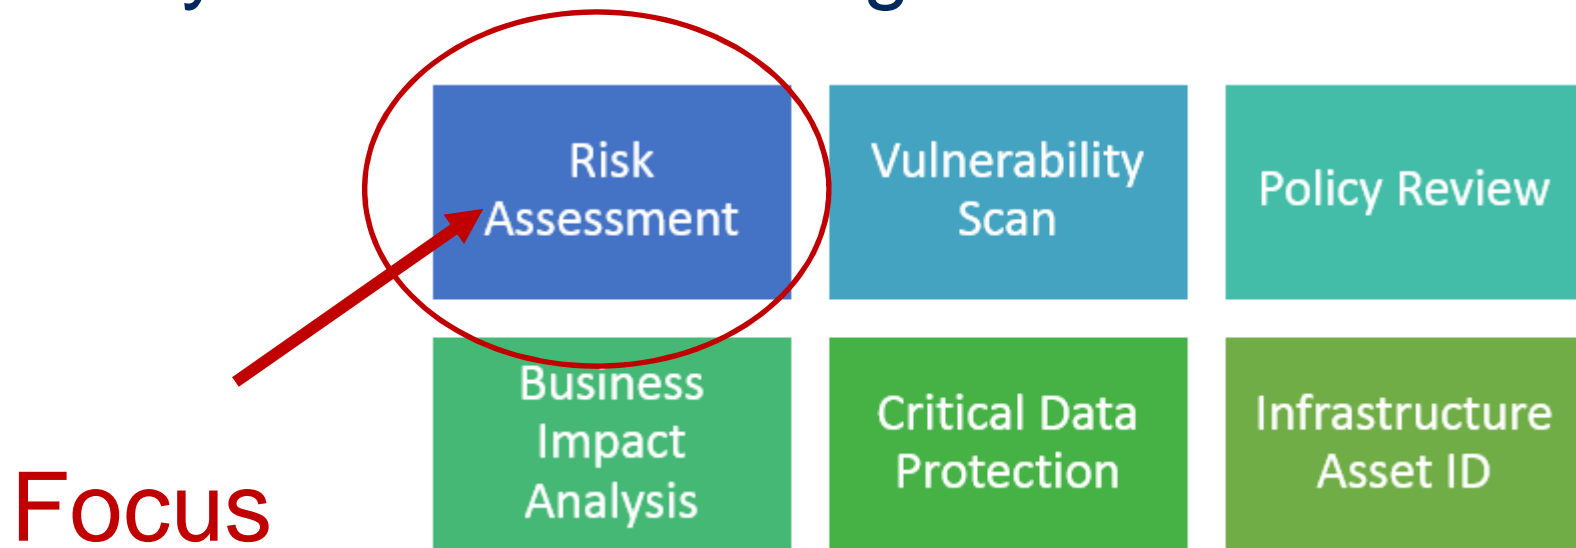 Risk
Assessment
Vulnerability
Scan
Policy Review
Business
Impact
Analysis
Critical Data
Protection
Infrastructure
Asset ID
Focus